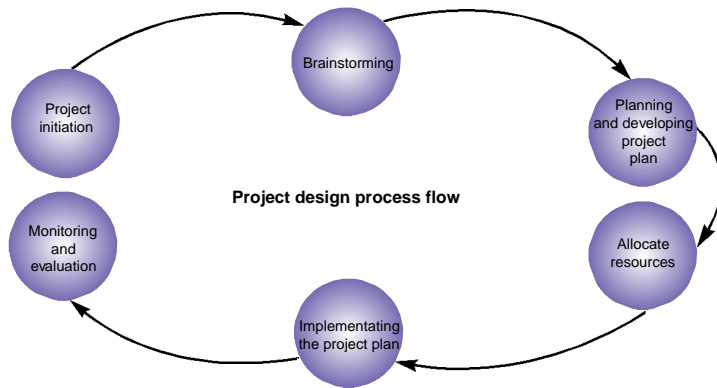 Project
initiation
Brainstorming
Planning
and developing
project
plan
Allocate
resources
Implementating
the project plan
Monitoring
and
evaluation
Project design process flow